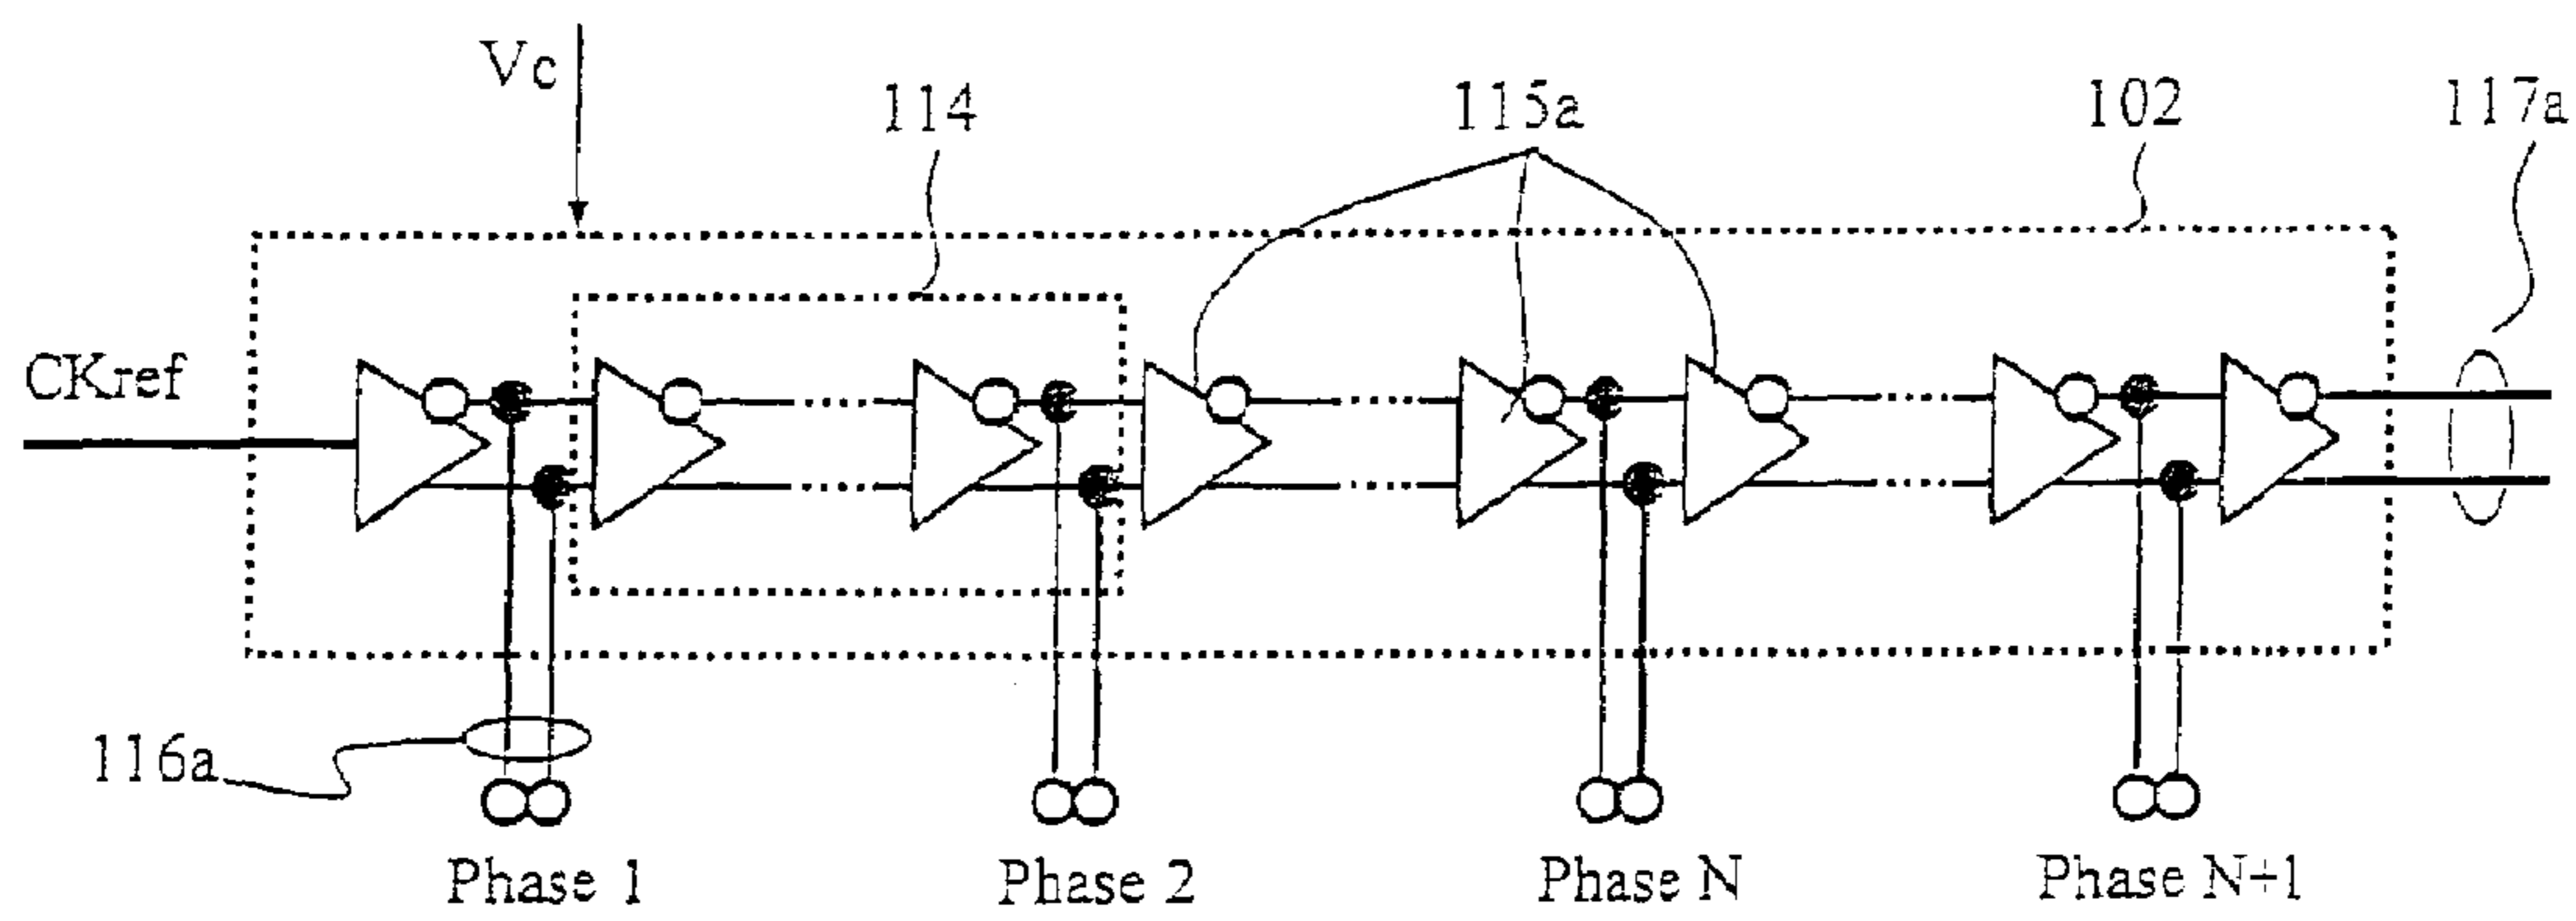 Vc
114
115a
102
117a
CKref
116a
Phase 1
Phase 2
Phase N
Phase N+1